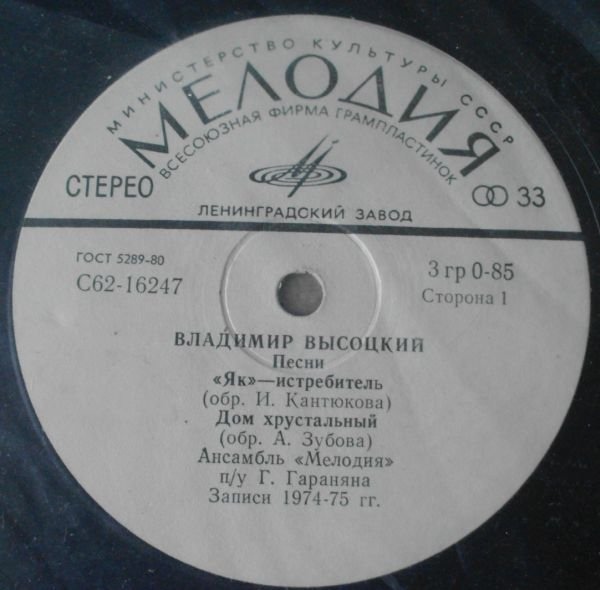 МИНИСТЕРСТВО КУЛЬТУРЫ СССР
МЕЛОДИЯ
ВСЕСОЮЗНАЯ ФИРМА ГРАМПЛАСТИНОК
СТЕРЕО
33
ЛЕНИНГРАДСКИЙ ЗАВОД
ГОСТ 5289-80
С62-16247
3 гр 0-85
Сторона 1
ВЛАДИМИР ВЫСОЦКИЙ
Песни
«Як»—истребитель
(обр. И. Кантюкова)
Дом хрустальный
(обр. А. Зубова)
Ансамбль «Мелодия»
п/у Г. Гараняна
Записи 1974-75 гг.